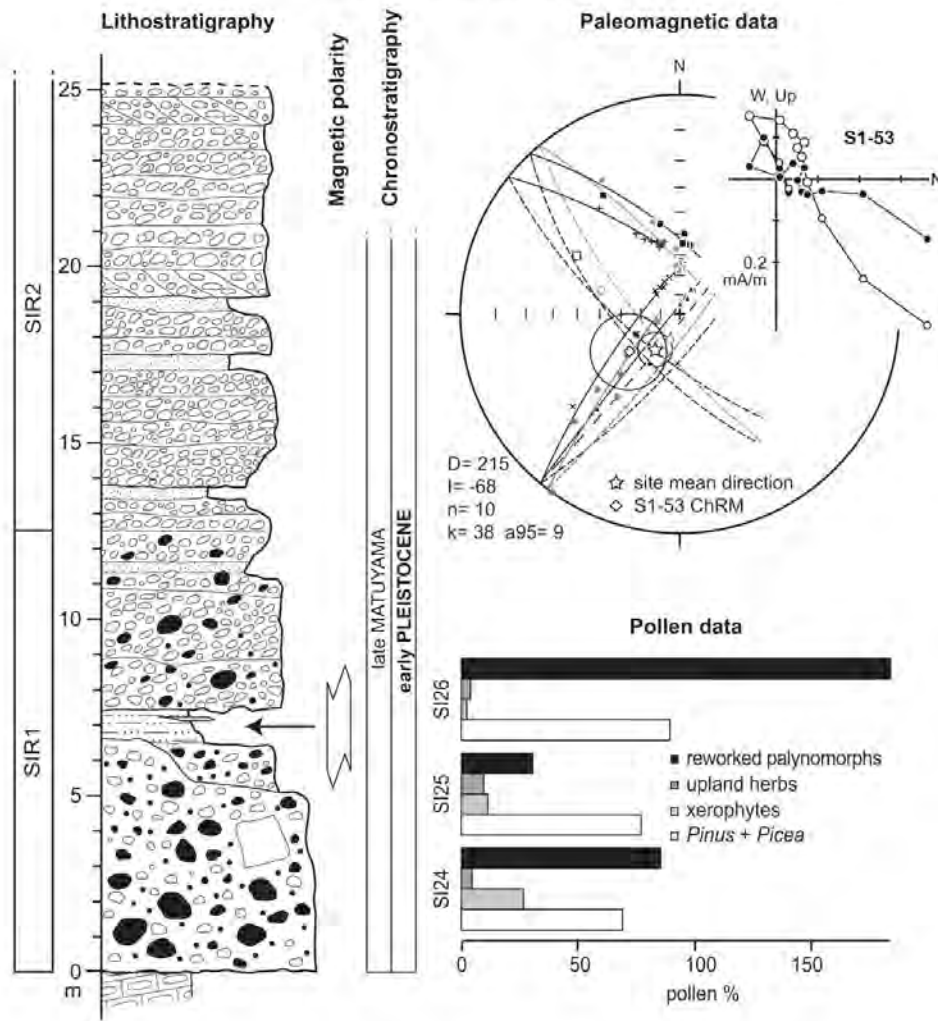 Lithostratigraphy
Magnetic polarity
Chronostratigraphy
Paleomagnetic data
SIR2
SIR1
25
20
15
10
5
0
m
late MATUYAMA
early PLEISTOCENE
N
W, Up
S1-53
N
0.2
mA/m
D= 215
I= -68
n= 10
k= 38 a95= 9
site mean direction
S1-53 ChRM
Pollen data
SI26
SI25
SI24
reworked palynomorphs
upland herbs
xerophytes
Pinus + Picea
0
50
100
150
pollen %